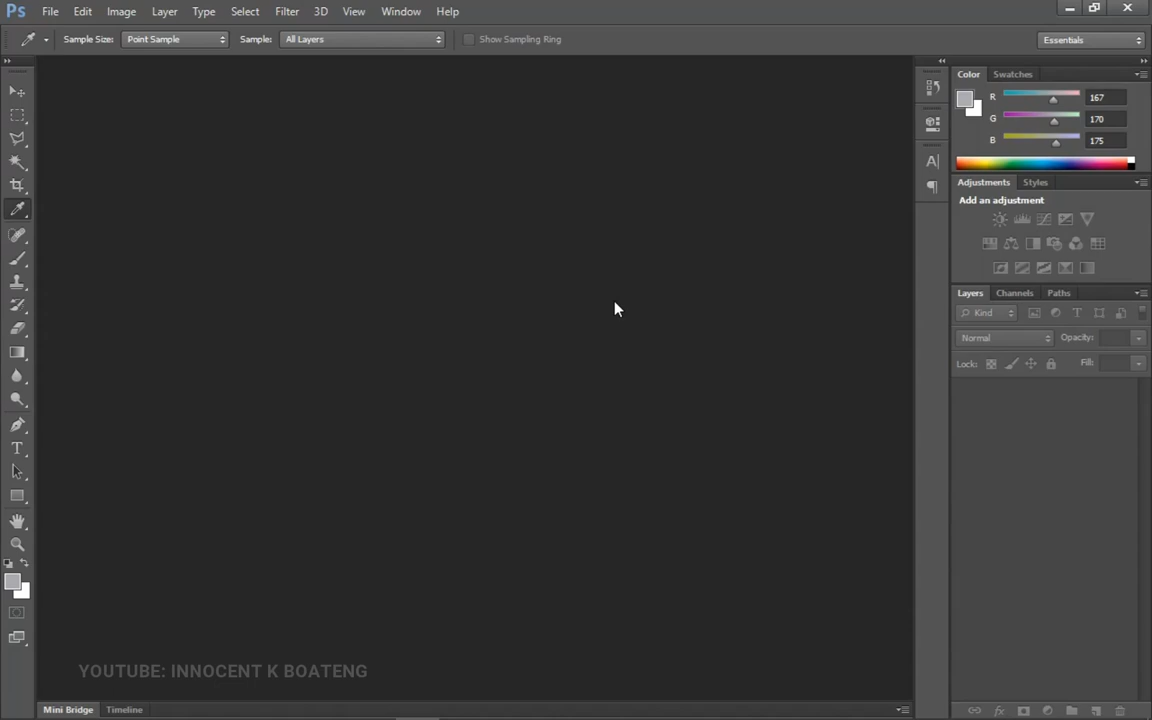 Ps File Edit Image Layer Type Select Filter 3D View Window Help
Sample Size: Point Sample Sample: All Layers Show Sampling Ring Essentials
Color Swatches
R 167
G 170
B 175
Adjustments Styles
Add an adjustment
Layers Channels Paths
Kind T
Normal Opacity:
Lock: Fill:
A
T
YOUTUBE: INNOCENT K BOATENG
Mini Bridge Timeline
fx